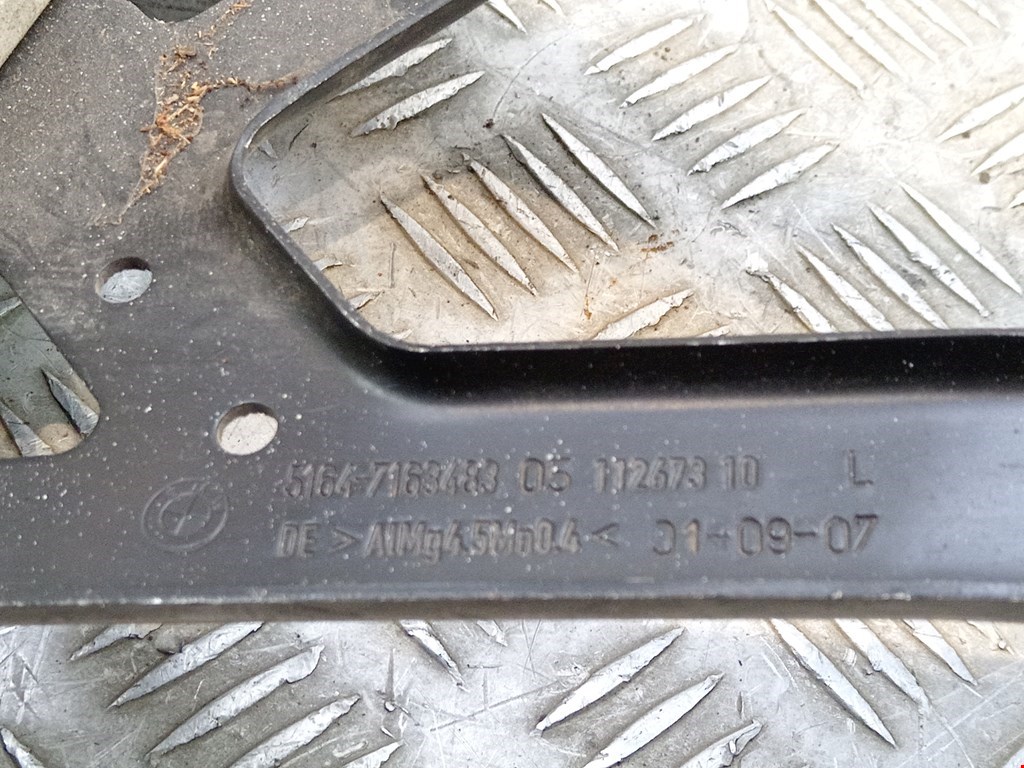 5164-7163483 05 112673 10 L
DE > AlMg4.5Mn0.4 < 01-09-07